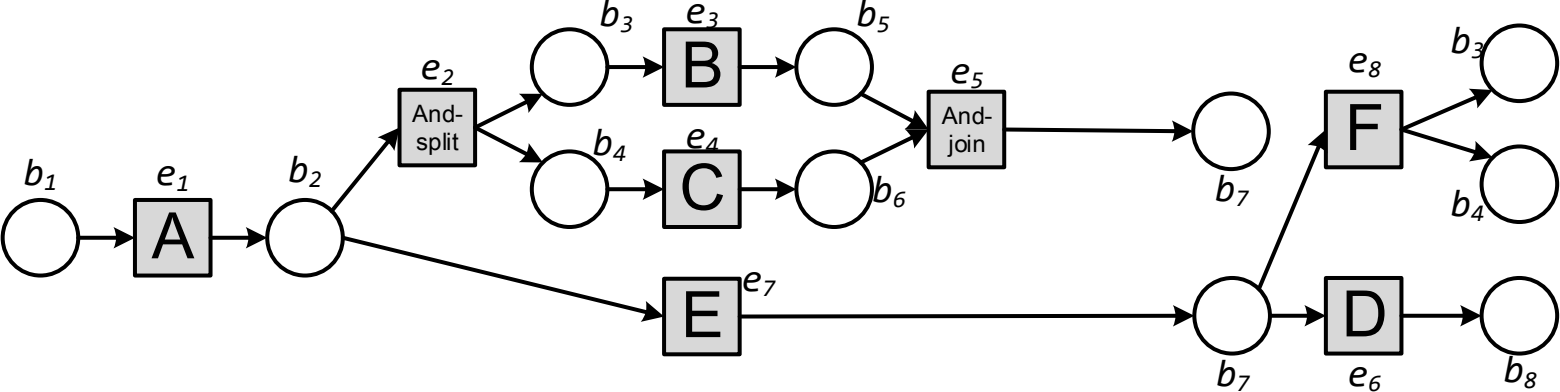 b₃ e₃ b₅
e₂ e₅ e₈ b₃
And-
split
B
And-
join
F
b₄ e₄
C
b₆ b₇ b₄
b₁ e₁ b₂
A
E e₇
D
b₇ e₆ b₈